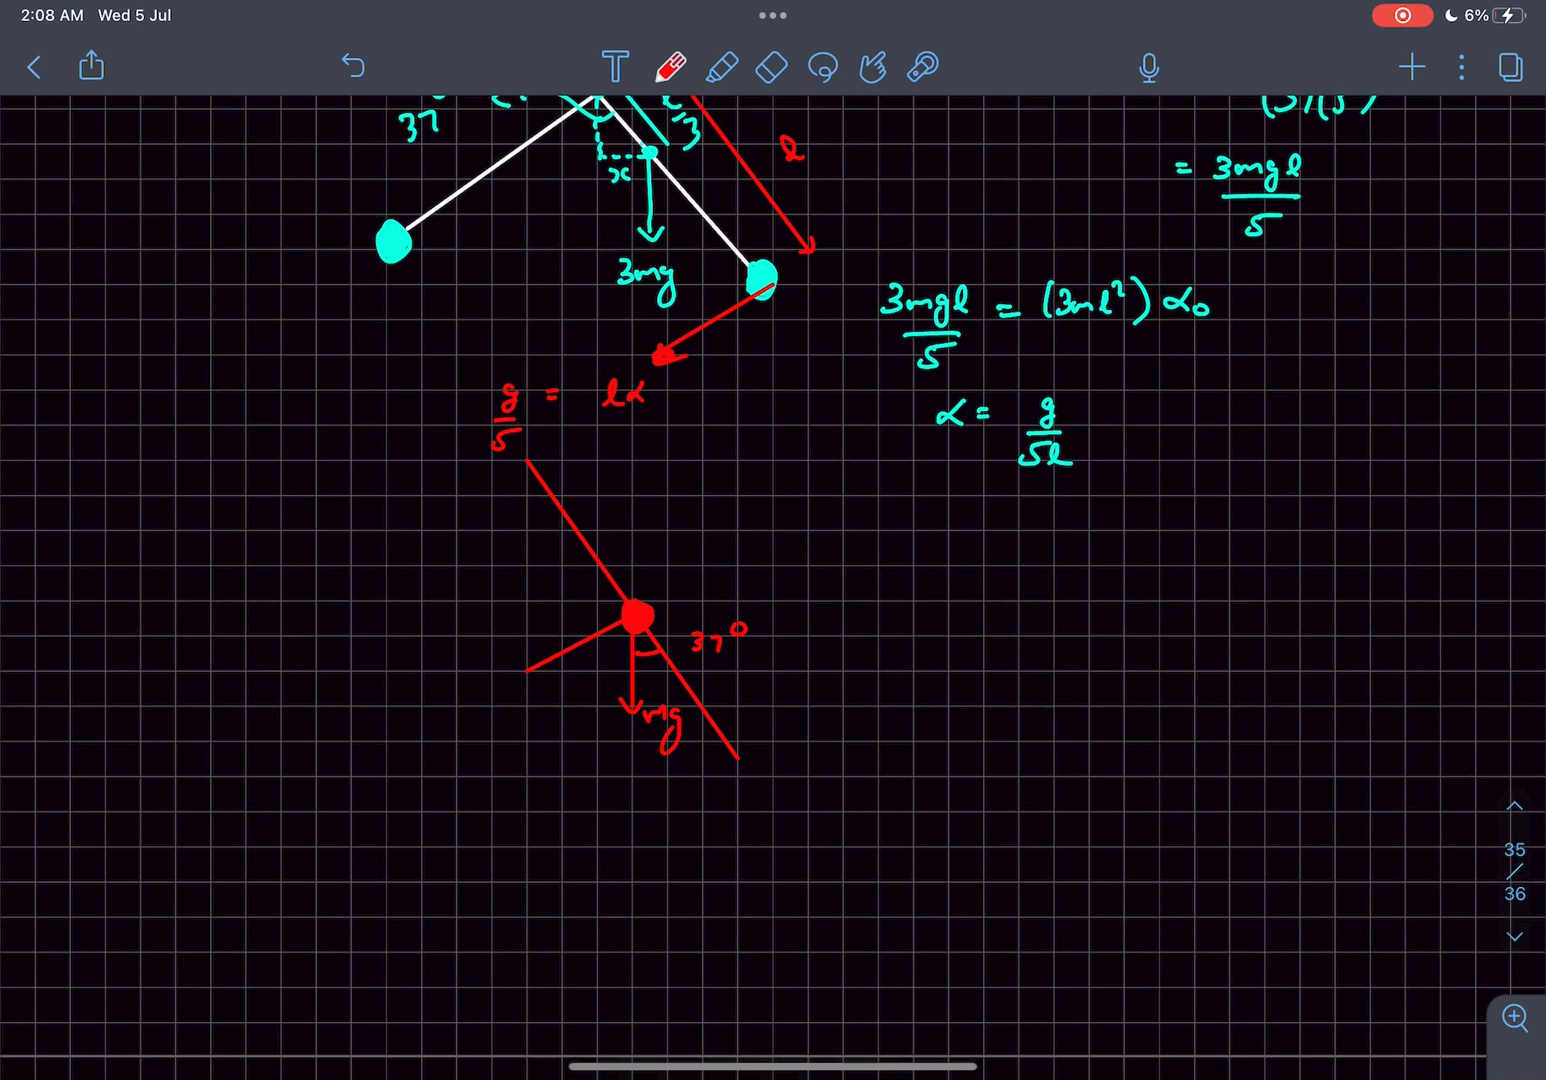 2:08 AM Wed 5 Jul
6%
T
37
l/3
l
x
= 3mgl/5
3mg
3mgl/5 = (3ml²) α₀
g/5 = lα
α = g/5l
37°
mg
35
36